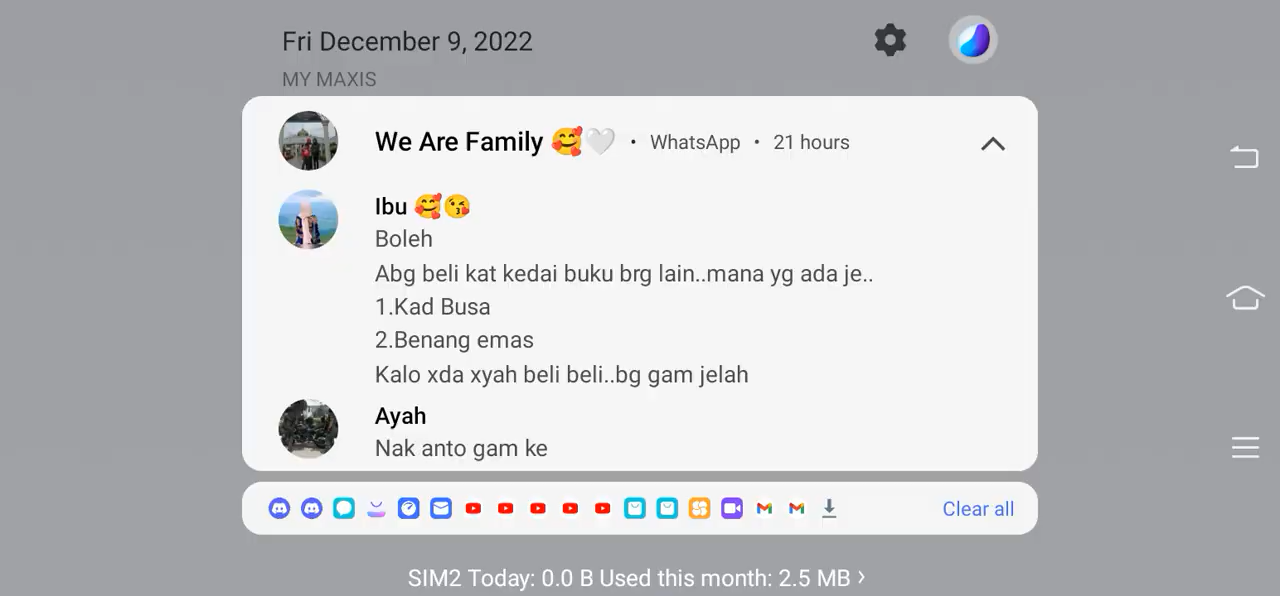 Fri December 9, 2022
MY MAXIS
We Are Family 🥰🤍 • WhatsApp • 21 hours
Ibu 🥰😘
Boleh
Abg beli kat kedai buku brg lain..mana yg ada je..
1.Kad Busa
2.Benang emas
Kalo xda xyah beli beli..bg gam jelah
Ayah
Nak anto gam ke
Clear all
SIM2 Today: 0.0 B Used this month: 2.5 MB ›